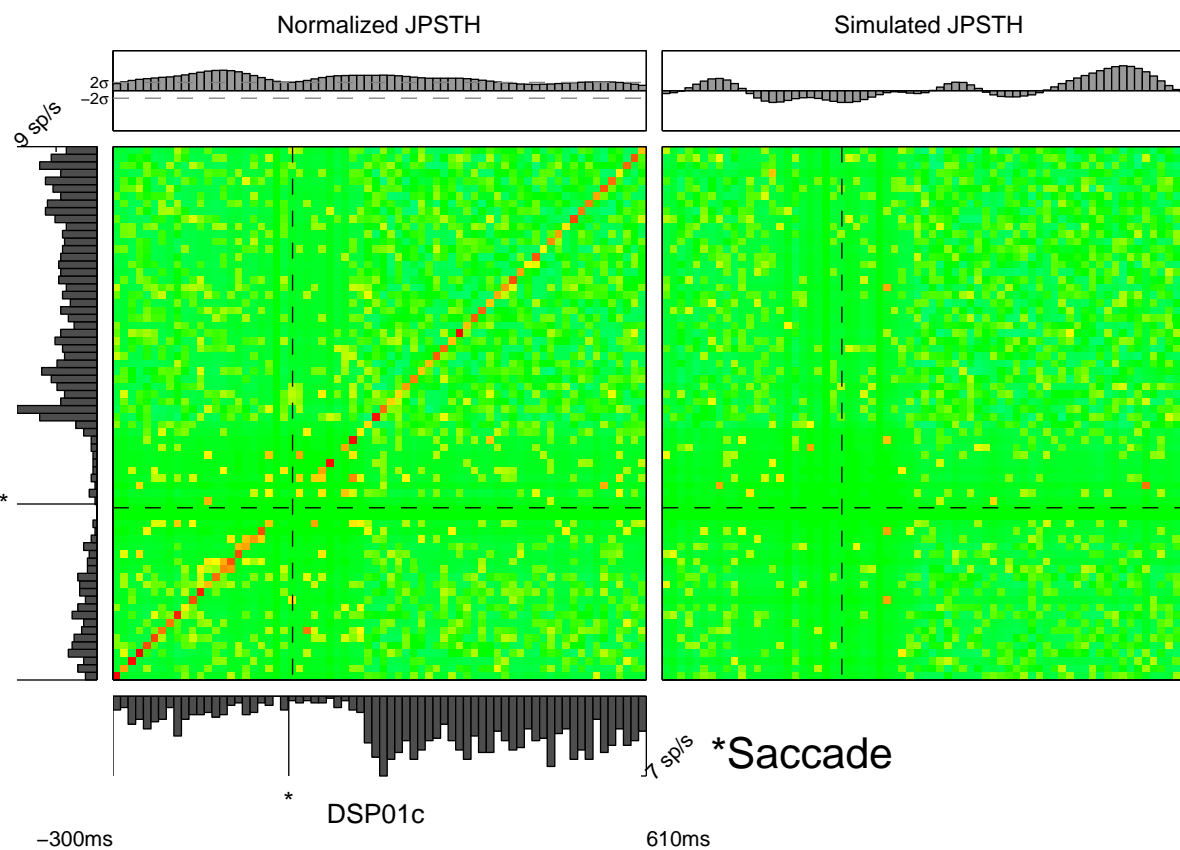 Normalized JPSTH
Simulated JPSTH
2σ
−2σ
9 sp/s
*
7 sp/s
*Saccade
*
DSP01c
−300ms
610ms